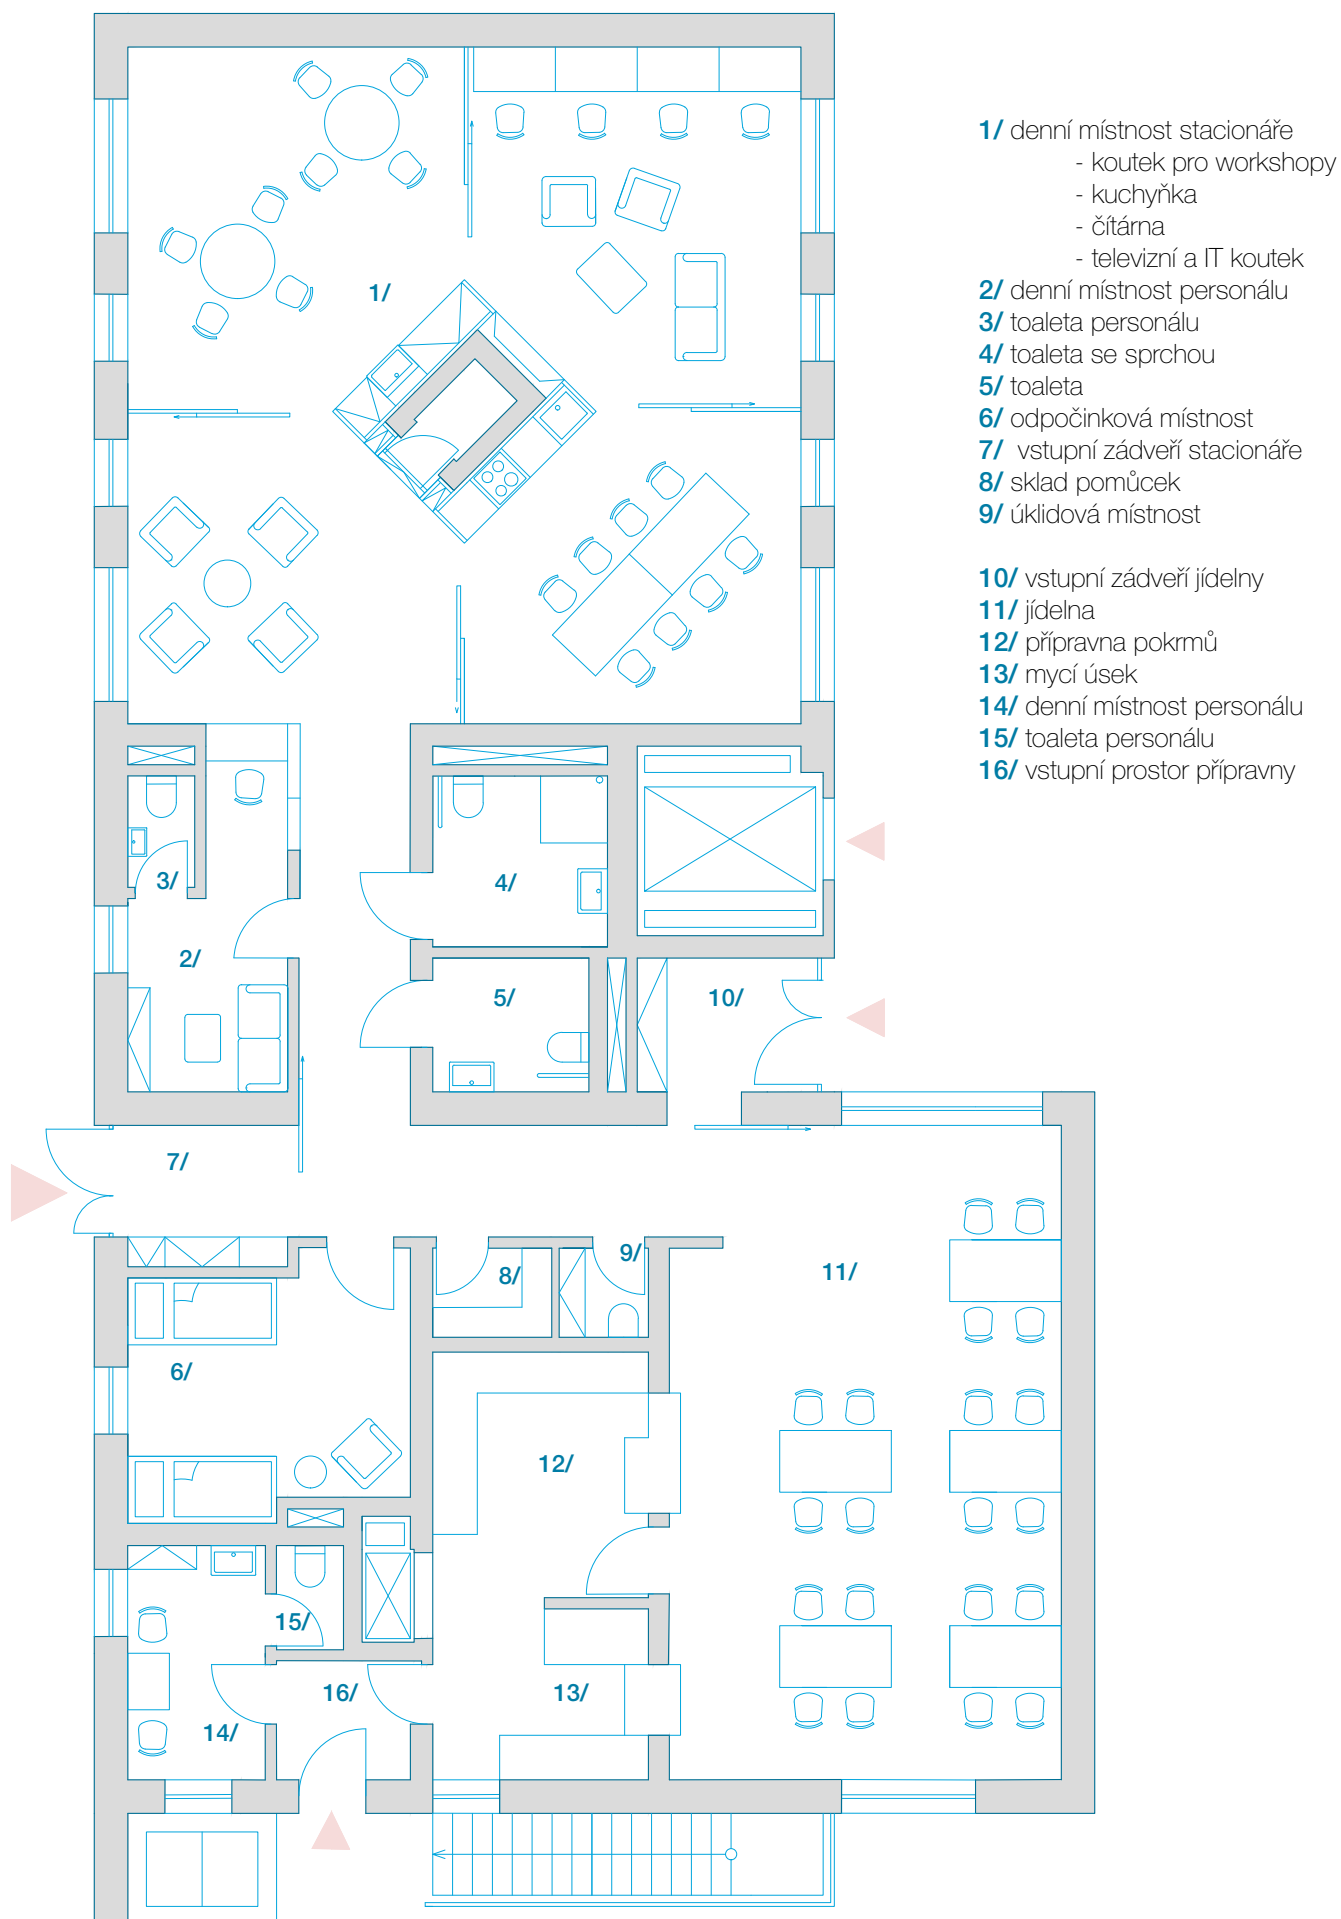 1/ denní místnost stacionáře
- koutek pro workshopy
- kuchyňka
- čítárna
- televizní a IT koutek
2/ denní místnost personálu
3/ toaleta personálu
4/ toaleta se sprchou
5/ toaleta
6/ odpočinková místnost
7/ vstupní zádveří stacionáře
8/ sklad pomůcek
9/ úklidová místnost
10/ vstupní zádveří jídelny
11/ jídelna
12/ přípravna pokrmů
13/ mycí úsek
14/ denní místnost personálu
15/ toaleta personálu
16/ vstupní prostor přípravny
1/
3/
4/
2/
5/
10/
7/
9/
8/
11/
6/
12/
15/
16/
13/
14/